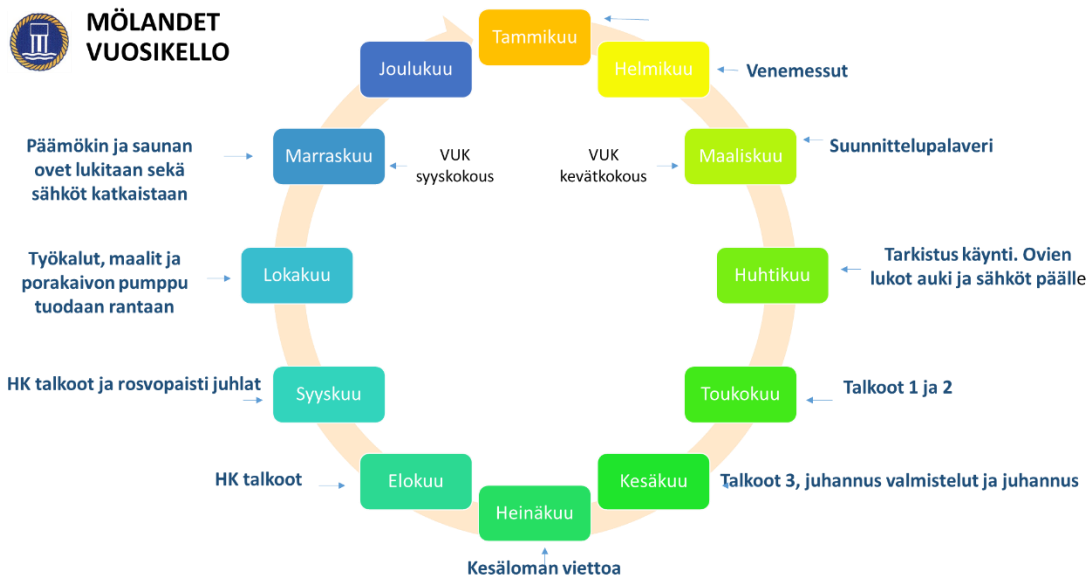 MÖLANDET
VUOSIKELLO
Tammikuu
Helmikuu
Venemessut
Maaliskuu
Suunnittelupalaveri
VUK
kevätkokous
Huhtikuu
Tarkistus käynti. Ovien
lukot auki ja sähköt päälle
Toukokuu
Talkoot 1 ja 2
Kesäkuu
Talkoot 3, juhannus valmistelut ja juhannus
Heinäkuu
Kesäloman viettoa
Elokuu
HK talkoot
Syyskuu
HK talkoot ja rosvopaisti juhlat
Lokakuu
Työkalut, maalit ja
porakaivon pumppu
tuodaan rantaan
Marraskuu
Päämökin ja saunan
ovet lukitaan sekä
sähköt katkaistaan
VUK
syyskokous
Joulukuu